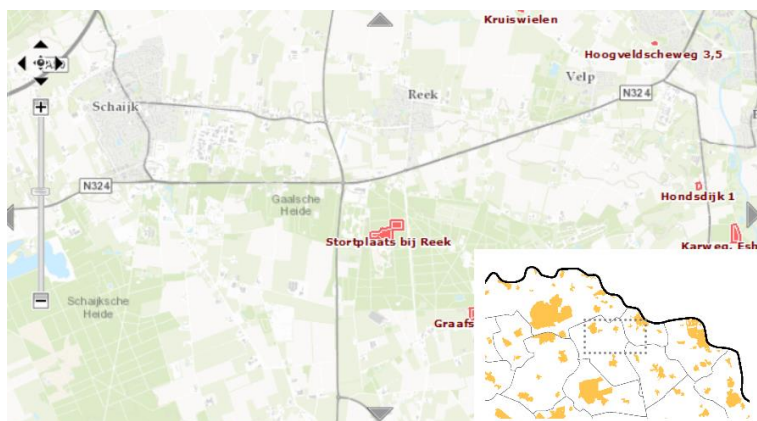 Kruiswielen
Hoogveldscheweg 3,5
Velp
Reek
N324
Schaijk
N324
Gaalsche
Heide
Hondsdijk 1
Stortplaats bij Reek
Karweg, Esh
Schaijksche
Heide
Graafs